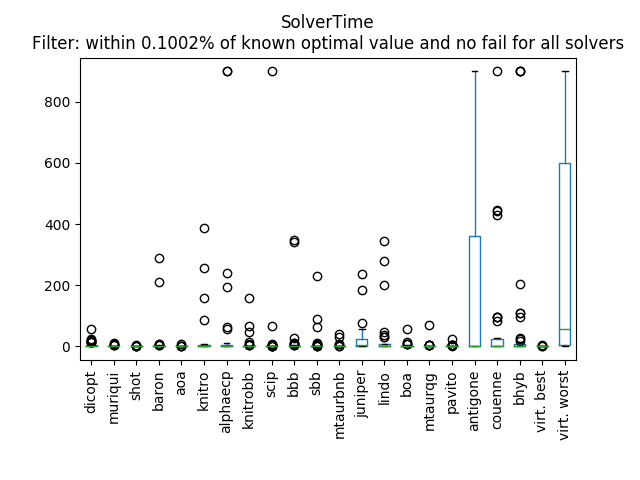 SolverTime
Filter: within 0.1002% of known optimal value and no fail for all solvers
800
600
400
200
0
dicopt
muriqui
shot
baron
aoa
knitro
alphaecp
knitrobb
scip
bbb
sbb
mtaurbnb
juniper
lindo
boa
mtaurqg
pavito
antigone
couenne
bhyb
virt. best
virt. worst